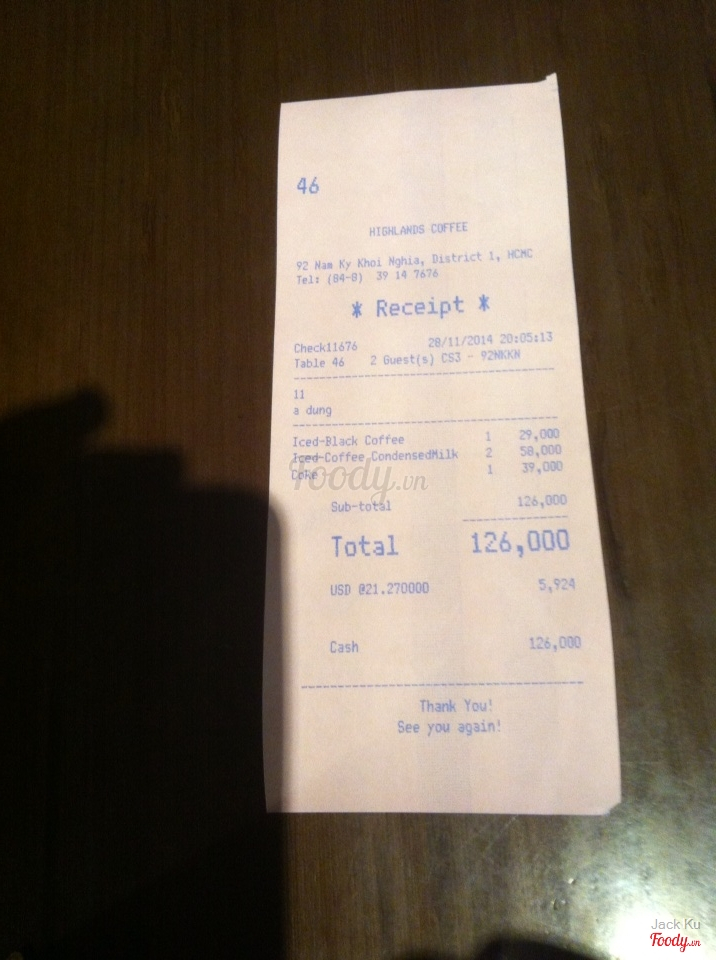 46
HIGHLANDS COFFEE
92 Nam Ky Khoi Nghia, District 1, HCMC
Tel: (84-8) 39 14 7676
* Receipt *
Check11676 28/11/2014 20:05:13
Table 46 2 Guest(s) CS3 - 92NKKN
11
a dung
Iced-Black Coffee 1 29,000
Iced-Coffee CondensedMilk 2 58,000
Coke 1 39,000
Foody.vn
Sub-total 126,000
Total 126,000
USD @21.270000 5,924
Cash 126,000
Thank You!
See you again!
Jack Ku
Foody.vn